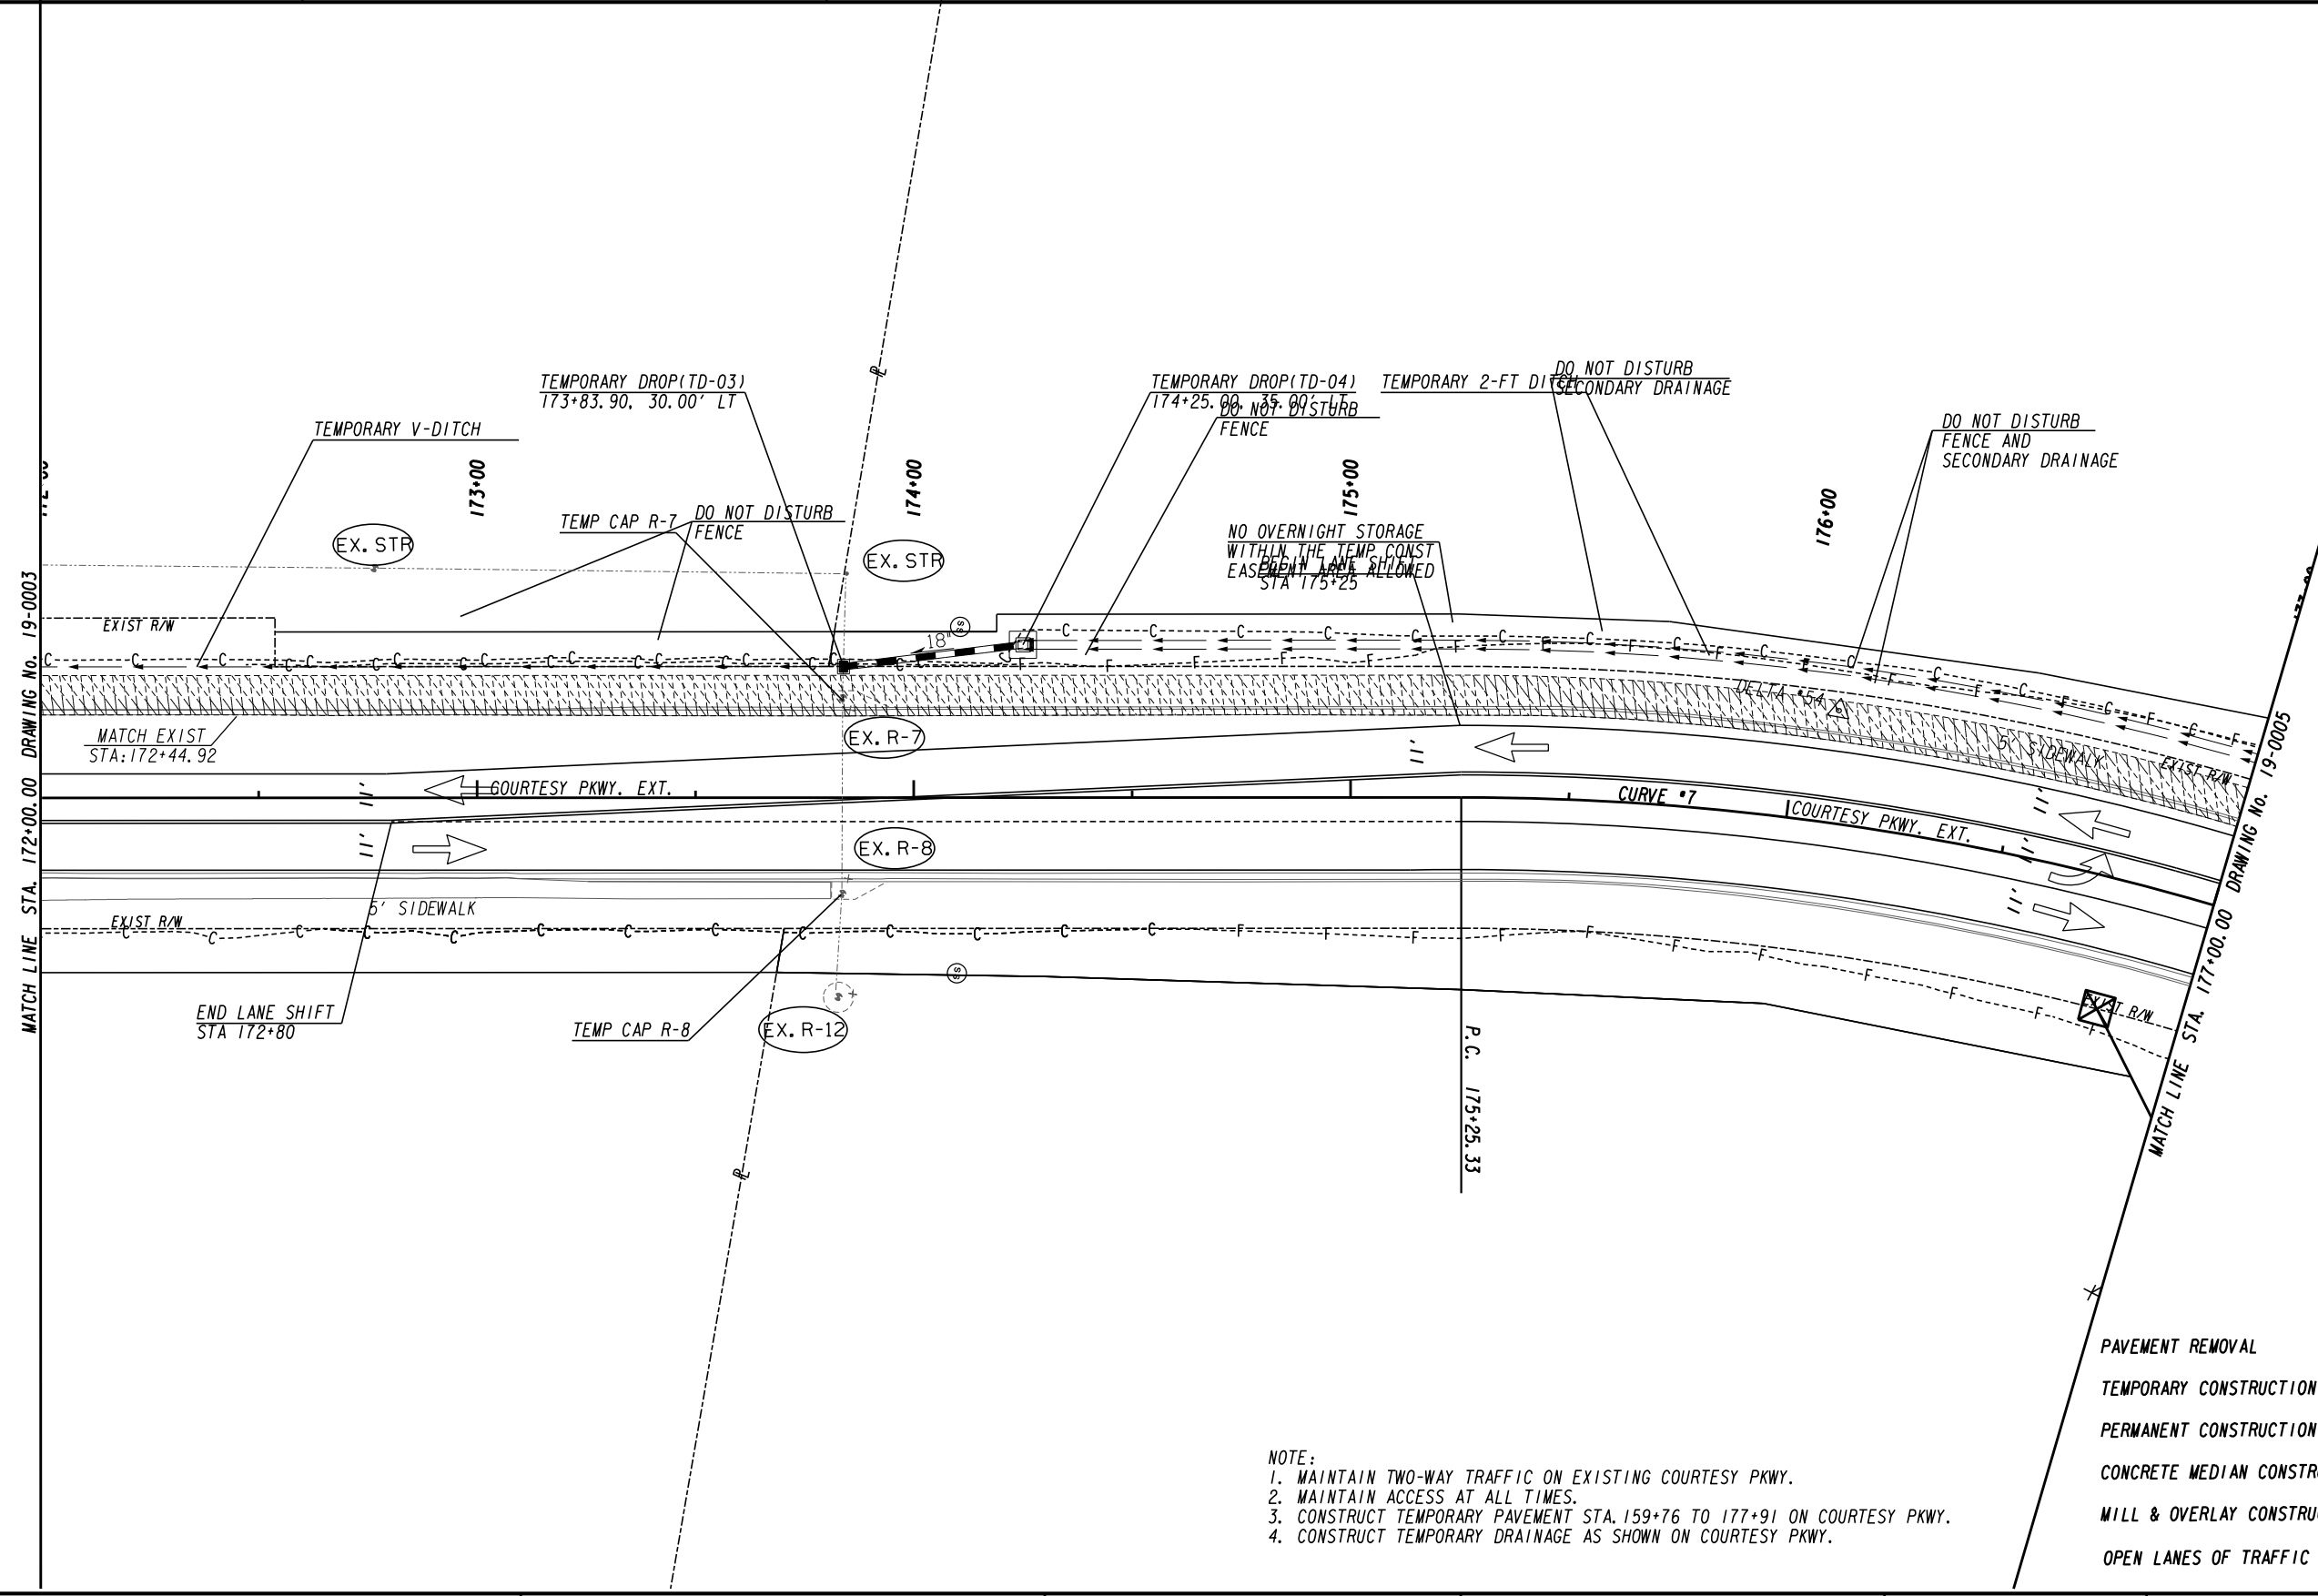 TEMPORARY DROP(TD-03)
173+83.90, 30.00' LT
TEMPORARY V-DITCH
TEMPORARY DROP(TD-04)
174+25.00, 35.00' LT
DO NOT DISTURB
FENCE
TEMPORARY 2-FT DITCH
DO NOT DISTURB
SECONDARY DRAINAGE
DO NOT DISTURB
FENCE AND
SECONDARY DRAINAGE
173+00
174+00
175+00
176+00
TEMP CAP R-7
DO NOT DISTURB
FENCE
EX. STR
EX. STR
NO OVERNIGHT STORAGE
WITHIN THE TEMP CONST
EASEMENT AREA ALLOWED
BEGIN LANE SHIFT
STA 175+25
EXIST R/W
18"
SS
DELTA #54
6
5' SIDEWALK
EXIST R/W
MATCH EXIST
STA:172+44.92
EX. R-7
11'
11'
COURTESY PKWY. EXT.
CURVE #7
COURTESY PKWY. EXT.
11'
11'
11'
11'
EX. R-8
5' SIDEWALK
EXIST R/W
SS
EXIST R/W
END LANE SHIFT
STA 172+80
TEMP CAP R-8
EX. R-12
P.C. 175+25.33
MATCH LINE STA. 172+00.00 DRAWING No. 19-0003
MATCH LINE STA. 177+00.00 DRAWING No. 19-0005
NOTE:
1. MAINTAIN TWO-WAY TRAFFIC ON EXISTING COURTESY PKWY.
2. MAINTAIN ACCESS AT ALL TIMES.
3. CONSTRUCT TEMPORARY PAVEMENT STA.159+76 TO 177+91 ON COURTESY PKWY.
4. CONSTRUCT TEMPORARY DRAINAGE AS SHOWN ON COURTESY PKWY.
PAVEMENT REMOVAL
TEMPORARY CONSTRUCTION
PERMANENT CONSTRUCTION
CONCRETE MEDIAN CONSTR
MILL & OVERLAY CONSTRU
OPEN LANES OF TRAFFIC